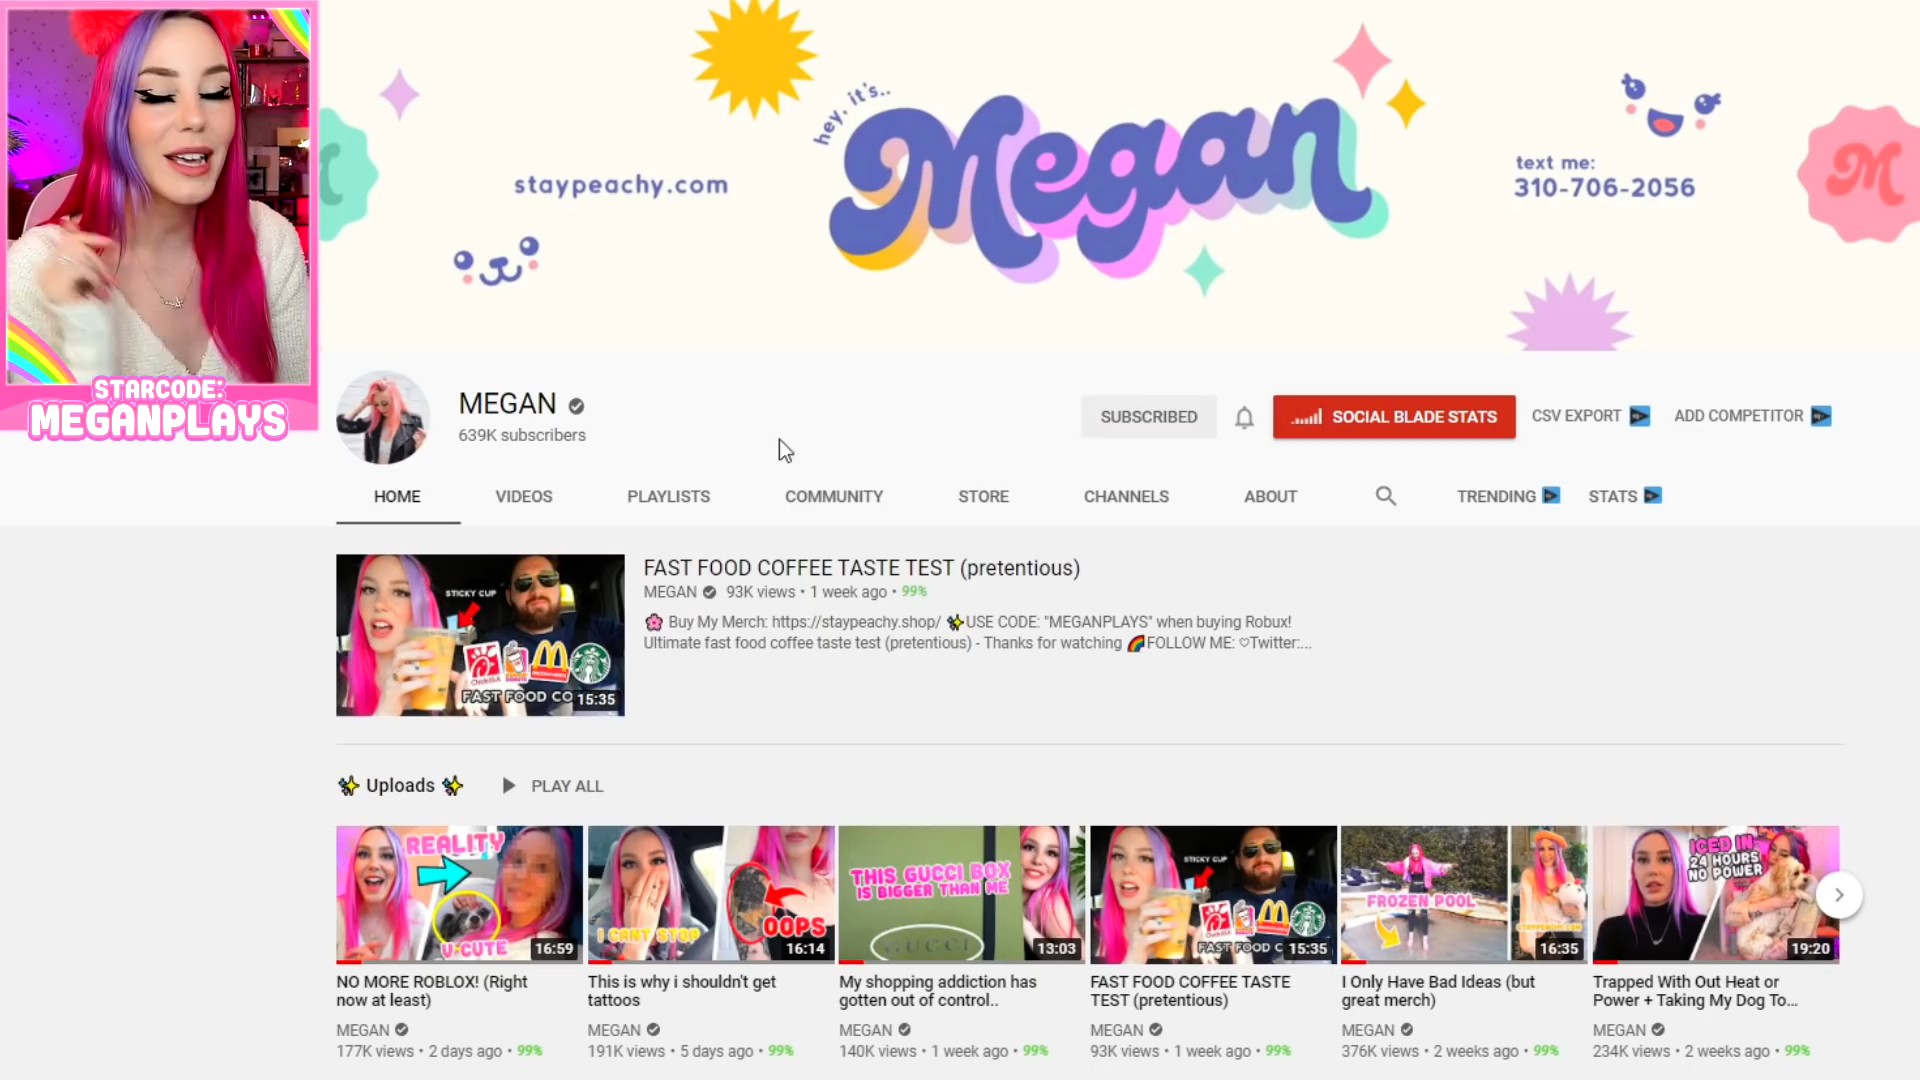 STARCODE:
MEGANPLAYS
hey, it's..
Megan
staypeachy.com
text me:
310-706-2056
M
MEGAN
639K subscribers
SUBSCRIBED
SOCIAL BLADE STATS
CSV EXPORT
ADD COMPETITOR
HOME
VIDEOS
PLAYLISTS
COMMUNITY
STORE
CHANNELS
ABOUT
TRENDING
STATS
STICKY CUP
FAST FOOD CO
15:35
FAST FOOD COFFEE TASTE TEST (pretentious)
MEGAN 93K views • 1 week ago • 99%
🌸 Buy My Merch: https://staypeachy.shop/ ✨USE CODE: "MEGANPLAYS" when buying Robux!
Ultimate fast food coffee taste test (pretentious) - Thanks for watching 🌈FOLLOW ME: ♡Twitter:...
✨ Uploads ✨
PLAY ALL
REALITY
V-CUTE
16:59
NO MORE ROBLOX! (Right
now at least)
MEGAN
177K views • 2 days ago • 99%
I CANT STOP
OOPS
16:14
This is why i shouldn't get
tattoos
MEGAN
191K views • 5 days ago • 99%
THIS GUCCI BOX
IS BIGGER THAN ME
GUCCI
13:03
My shopping addiction has
gotten out of control..
MEGAN
140K views • 1 week ago • 99%
STICKY CUP
FAST FOOD C
15:35
FAST FOOD COFFEE TASTE
TEST (pretentious)
MEGAN
93K views • 1 week ago • 99%
FROZEN POOL
STAYPEACHY.COM
16:35
I Only Have Bad Ideas (but
great merch)
MEGAN
376K views • 2 weeks ago • 99%
ICED IN
24 HOURS
NO POWER
19:20
Trapped With Out Heat or
Power + Taking My Dog To...
MEGAN
234K views • 2 weeks ago • 99%